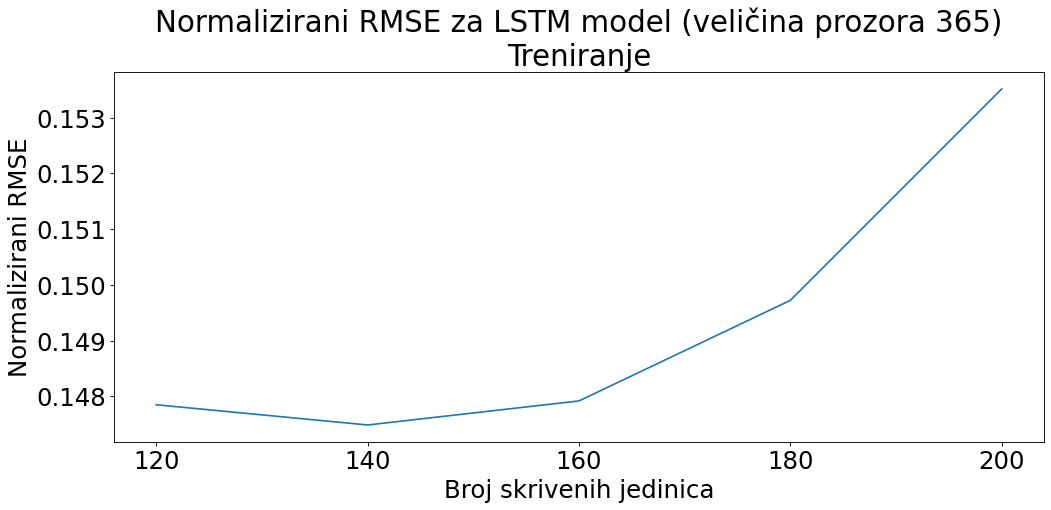 Normalizirani RMSE za LSTM model (veličina prozora 365)
Treniranje
Normalizirani RMSE
0.153
0.152
0.151
0.150
0.149
0.148
120 140 160 180 200
Broj skrivenih jedinica